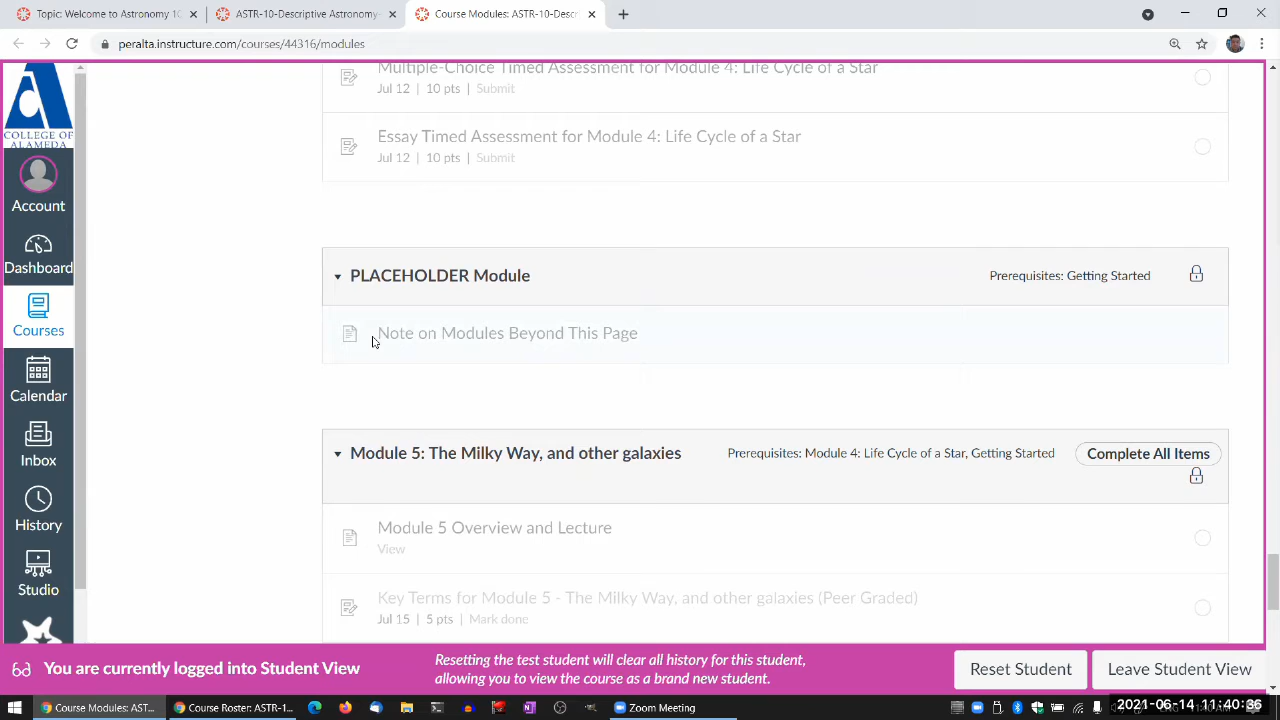 Topic Weekly Assignments 10
ASTR-10-Descriptive Astronomy
Course Modules: ASTR-10-Desc
peralta.instructure.com/courses/44316/modules
COLLEGE OF
ALAMEDA
Account
Dashboard
Courses
Calendar
Inbox
History
Studio
Multiple-Choice Timed Assessment for Module 4: Life Cycle of a Star
Jul 12 | 10 pts | Submit
Essay Timed Assessment for Module 4: Life Cycle of a Star
Jul 12 | 10 pts | Submit
PLACEHOLDER Module
Prerequisites: Getting Started
Note on Modules Beyond This Page
Module 5: The Milky Way, and other galaxies
Prerequisites: Module 4: Life Cycle of a Star, Getting Started
Complete All Items
Module 5 Overview and Lecture
View
Key Terms for Module 5 - The Milky Way, and other galaxies (Peer Graded)
Jul 15 | 5 pts | Mark done
You are currently logged into Student View
Resetting the test student will clear all history for this student,
allowing you to view the course as a brand new student.
Reset Student
Leave Student View
Course Modules: AST...
Course Roster: ASTR-1...
Zoom Meeting
2021-06-14 11:40:36